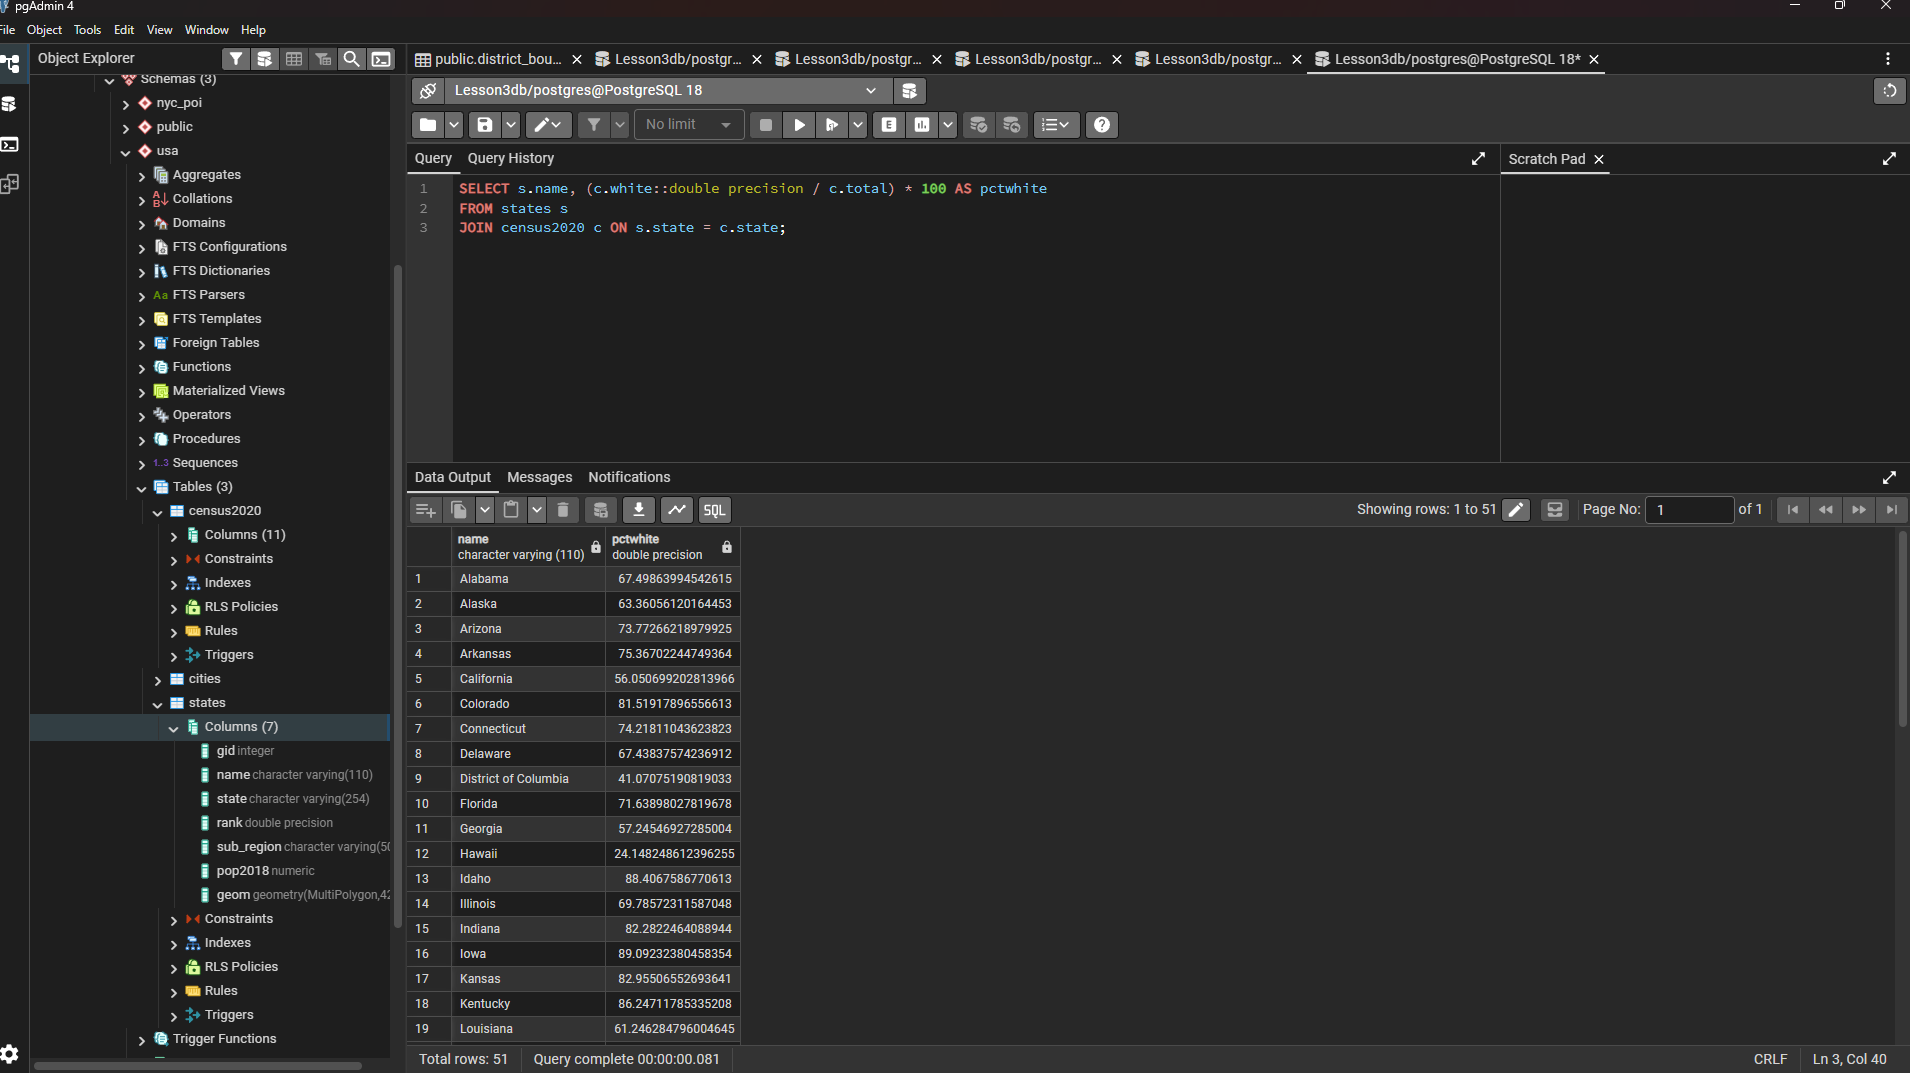 pgAdmin 4
File Object Tools Edit View Window Help
Object Explorer
Schemas (3)
nyc_poi
public
usa
Aggregates
Collations
Domains
FTS Configurations
FTS Dictionaries
Aa FTS Parsers
FTS Templates
Foreign Tables
Functions
Materialized Views
Operators
Procedures
1..3 Sequences
Tables (3)
census2020
Columns (11)
Constraints
Indexes
RLS Policies
Rules
Triggers
cities
states
Columns (7)
gid integer
name character varying(110)
state character varying(254)
rank double precision
sub_region character varying(50
pop2018 numeric
geom geometry(MultiPolygon,42
Constraints
Indexes
RLS Policies
Rules
Triggers
Trigger Functions
public.district_bou... Lesson3db/postgr... Lesson3db/postgr... Lesson3db/postgr... Lesson3db/postgr... Lesson3db/postgres@PostgreSQL 18*
Lesson3db/postgres@PostgreSQL 18
No limit
E
Query Query History
Scratch Pad
1 SELECT s.name, (c.white::double precision / c.total) * 100 AS pctwhite
2 FROM states s
3 JOIN census2020 c ON s.state = c.state;
Data Output Messages Notifications
SQL
Showing rows: 1 to 51 Page No: 1 of 1
name pctwhite
character varying (110) double precision
1 Alabama 67.49863994542615
2 Alaska 63.36056120164453
3 Arizona 73.77266218979925
4 Arkansas 75.36702244749364
5 California 56.050699202813966
6 Colorado 81.51917896556613
7 Connecticut 74.21811043623823
8 Delaware 67.43837574236912
9 District of Columbia 41.07075190819033
10 Florida 71.63898027819678
11 Georgia 57.24546927285004
12 Hawaii 24.148248612396255
13 Idaho 88.4067586770613
14 Illinois 69.78572311587048
15 Indiana 82.2822464088944
16 Iowa 89.09232380458354
17 Kansas 82.95506552693641
18 Kentucky 86.24711785335208
19 Louisiana 61.246284796004645
Total rows: 51 Query complete 00:00:00.081 CRLF Ln 3, Col 40